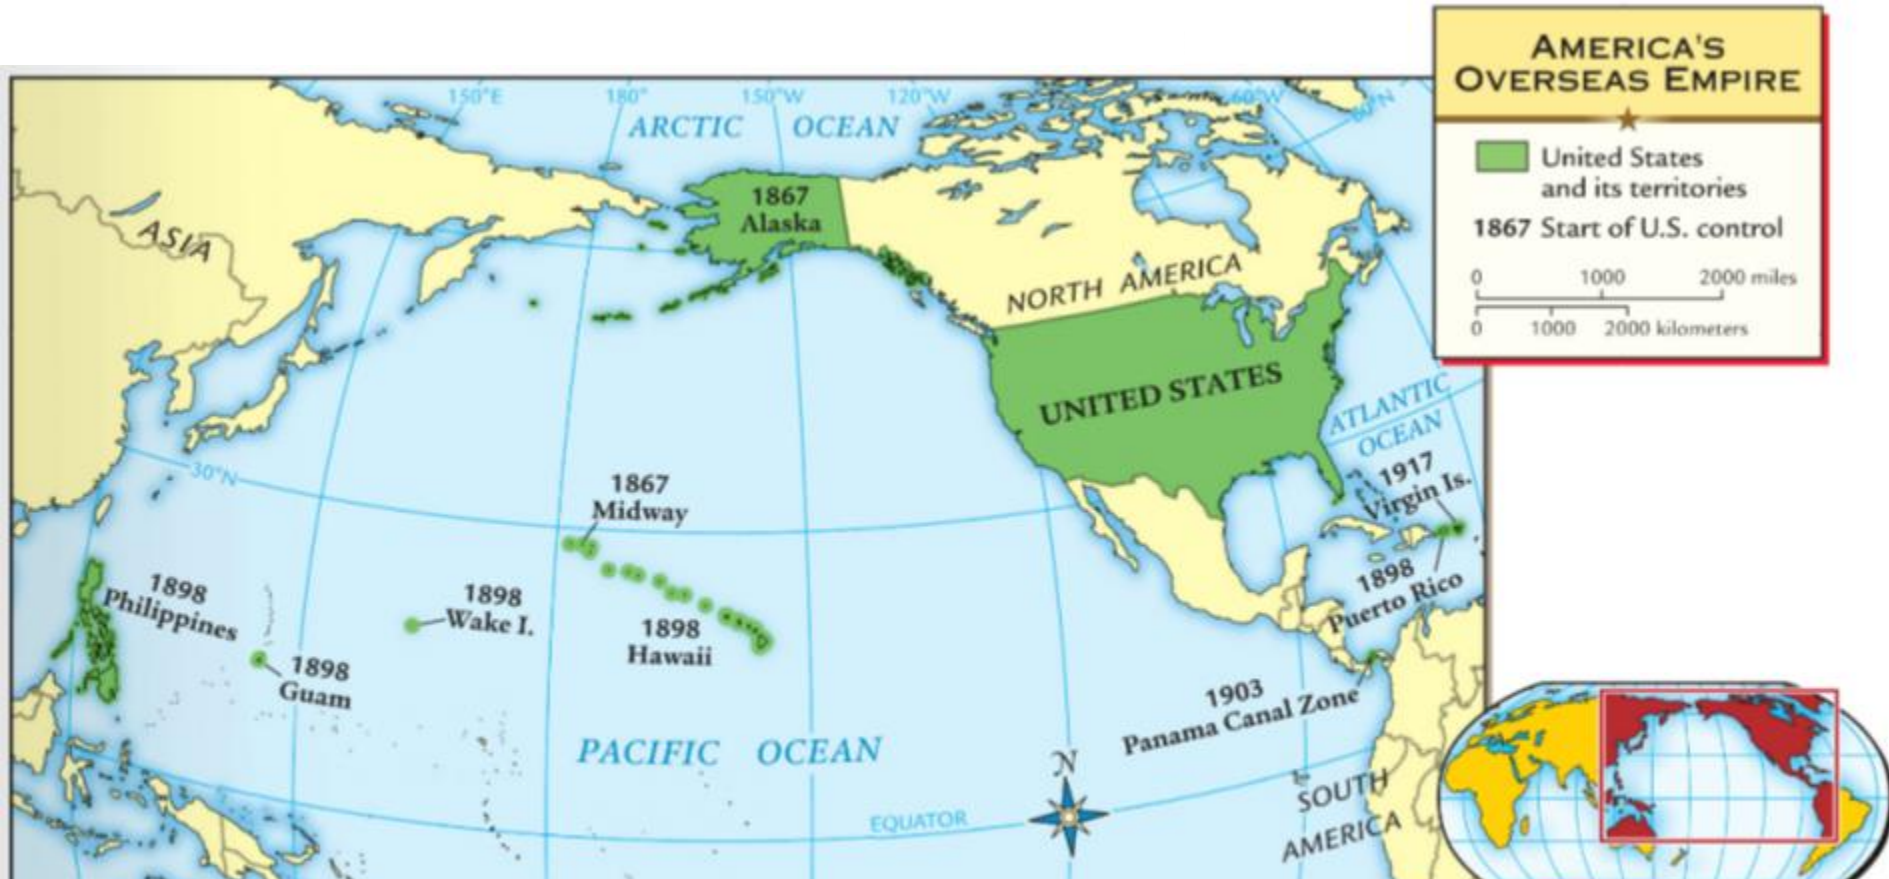 AMERICA'S
OVERSEAS EMPIRE
United States
and its territories
1867 Start of U.S. control
0 1000 2000 miles
0 1000 2000 kilometers
150°E 180° 150°W 120°W 60°W 60°N
ARCTIC OCEAN
1867
Alaska
ASIA
NORTH AMERICA
UNITED STATES
ATLANTIC
OCEAN
30°N
1867
Midway
1917
Virgin Is.
1898
Philippines
1898
Wake I.
1898
Hawaii
1898
Puerto Rico
1898
Guam
1903
Panama Canal Zone
PACIFIC OCEAN
N
EQUATOR
SOUTH
AMERICA